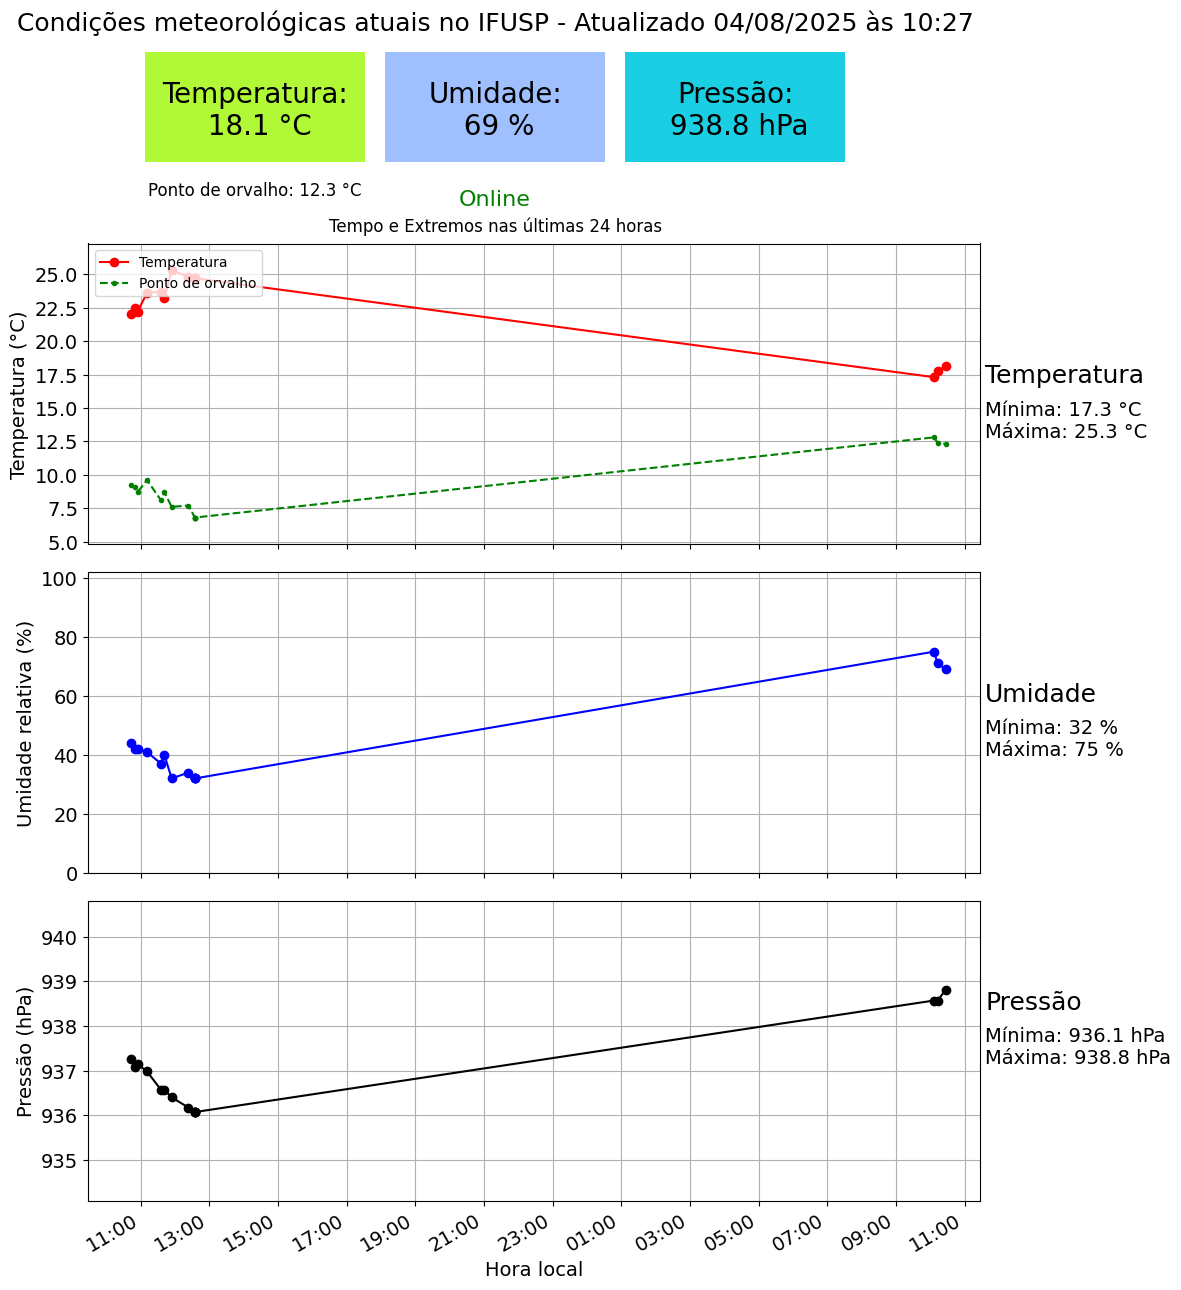 Condições meteorológicas atuais no IFUSP - Atualizado 04/08/2025 às 10:27
Temperatura:
18.1 °C
Umidade:
69 %
Pressão:
938.8 hPa
Ponto de orvalho: 12.3 °C
Online
Tempo e Extremos nas últimas 24 horas
Temperatura
Ponto de orvalho
Temperatura (°C)
25.0
22.5
20.0
17.5
15.0
12.5
10.0
7.5
5.0
Temperatura
Mínima: 17.3 °C
Máxima: 25.3 °C
Umidade relativa (%)
100
80
60
40
20
0
Umidade
Mínima: 32 %
Máxima: 75 %
Pressão (hPa)
940
939
938
937
936
935
Pressão
Mínima: 936.1 hPa
Máxima: 938.8 hPa
11:00 13:00 15:00 17:00 19:00 21:00 23:00 01:00 03:00 05:00 07:00 09:00 11:00
Hora local